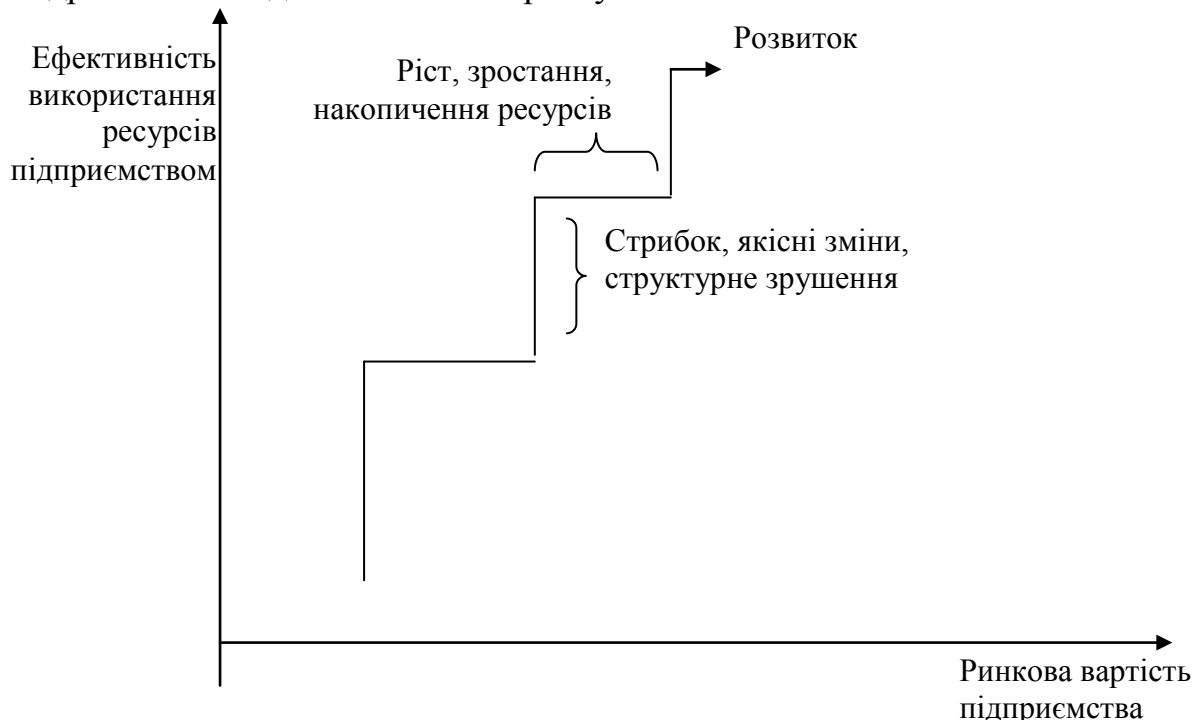 Розвиток
Ефективність
використання
ресурсів
підприємством
Ріст, зростання,
накопичення ресурсів
Стрибок, якісні зміни,
структурне зрушення
Ринкова вартість
підприємства